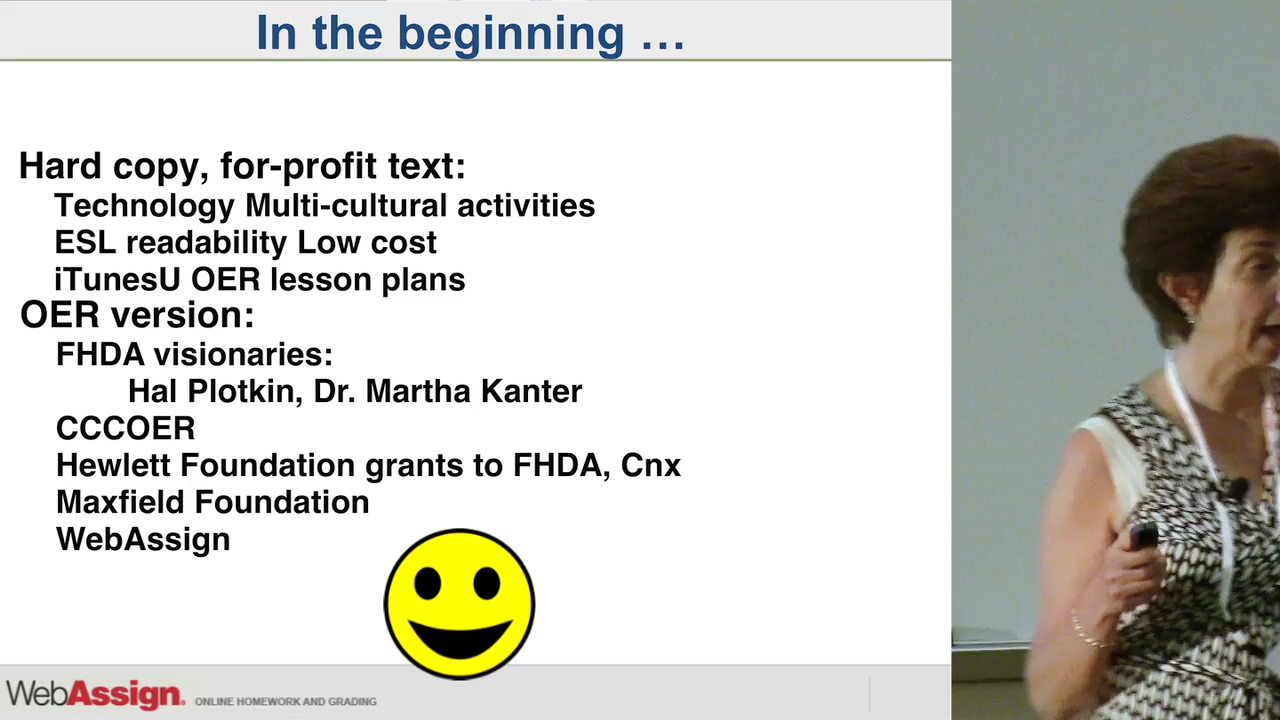 In the beginning …
Hard copy, for-profit text:
Technology Multi-cultural activities
ESL readability Low cost
iTunesU OER lesson plans
OER version:
FHDA visionaries:
Hal Plotkin, Dr. Martha Kanter
CCCOER
Hewlett Foundation grants to FHDA, Cnx
Maxfield Foundation
WebAssign
WebAssign. ONLINE HOMEWORK AND GRADING